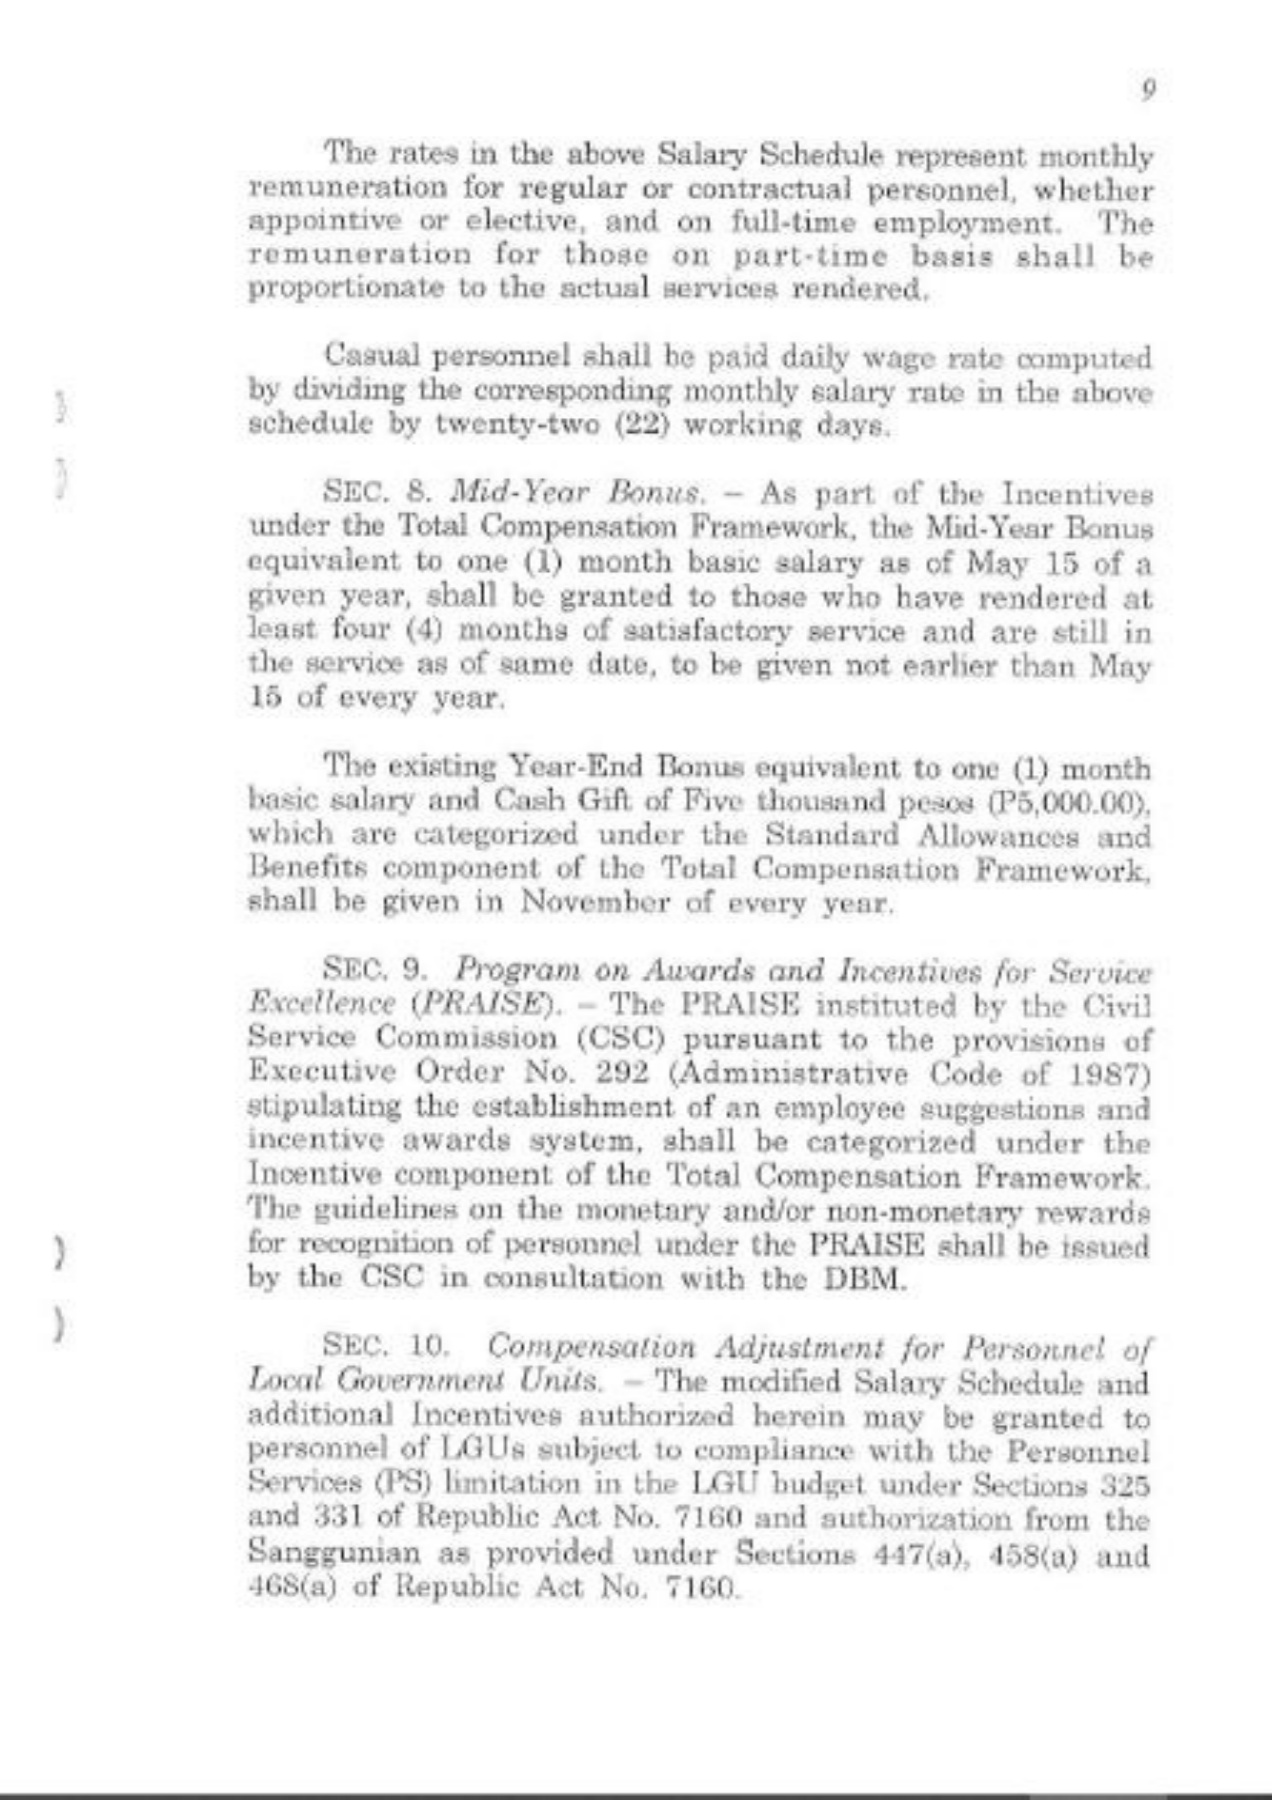 9
The rates in the above Salary Schedule represent monthly
remuneration for regular or contractual personnel, whether
appointive or elective, and on full-time employment. The
remuneration for those on part-time basis shall be
proportionate to the actual services rendered.
Casual personnel shall be paid daily wage rate computed
by dividing the corresponding monthly salary rate in the above
schedule by twenty-two (22) working days.
SEC. 8. Mid-Year Bonus. – As part of the Incentives
under the Total Compensation Framework, the Mid-Year Bonus
equivalent to one (1) month basic salary as of May 15 of a
given year, shall be granted to those who have rendered at
least four (4) months of satisfactory service and are still in
the service as of same date, to be given not earlier than May
15 of every year.
The existing Year-End Bonus equivalent to one (1) month
basic salary and Cash Gift of Five thousand pesos (P5,000.00),
which are categorized under the Standard Allowances and
Benefits component of the Total Compensation Framework,
shall be given in November of every year.
SEC. 9. Program on Awards and Incentives for Service
Excellence (PRAISE). – The PRAISE instituted by the Civil
Service Commission (CSC) pursuant to the provisions of
Executive Order No. 292 (Administrative Code of 1987)
stipulating the establishment of an employee suggestions and
incentive awards system, shall be categorized under the
Incentive component of the Total Compensation Framework.
The guidelines on the monetary and/or non-monetary rewards
for recognition of personnel under the PRAISE shall be issued
by the CSC in consultation with the DBM.
SEC. 10. Compensation Adjustment for Personnel of
Local Government Units. – The modified Salary Schedule and
additional Incentives authorized herein may be granted to
personnel of LGUs subject to compliance with the Personnel
Services (PS) limitation in the LGU budget under Sections 325
and 331 of Republic Act No. 7160 and authorization from the
Sanggunian as provided under Sections 447(a), 458(a) and
468(a) of Republic Act No. 7160.